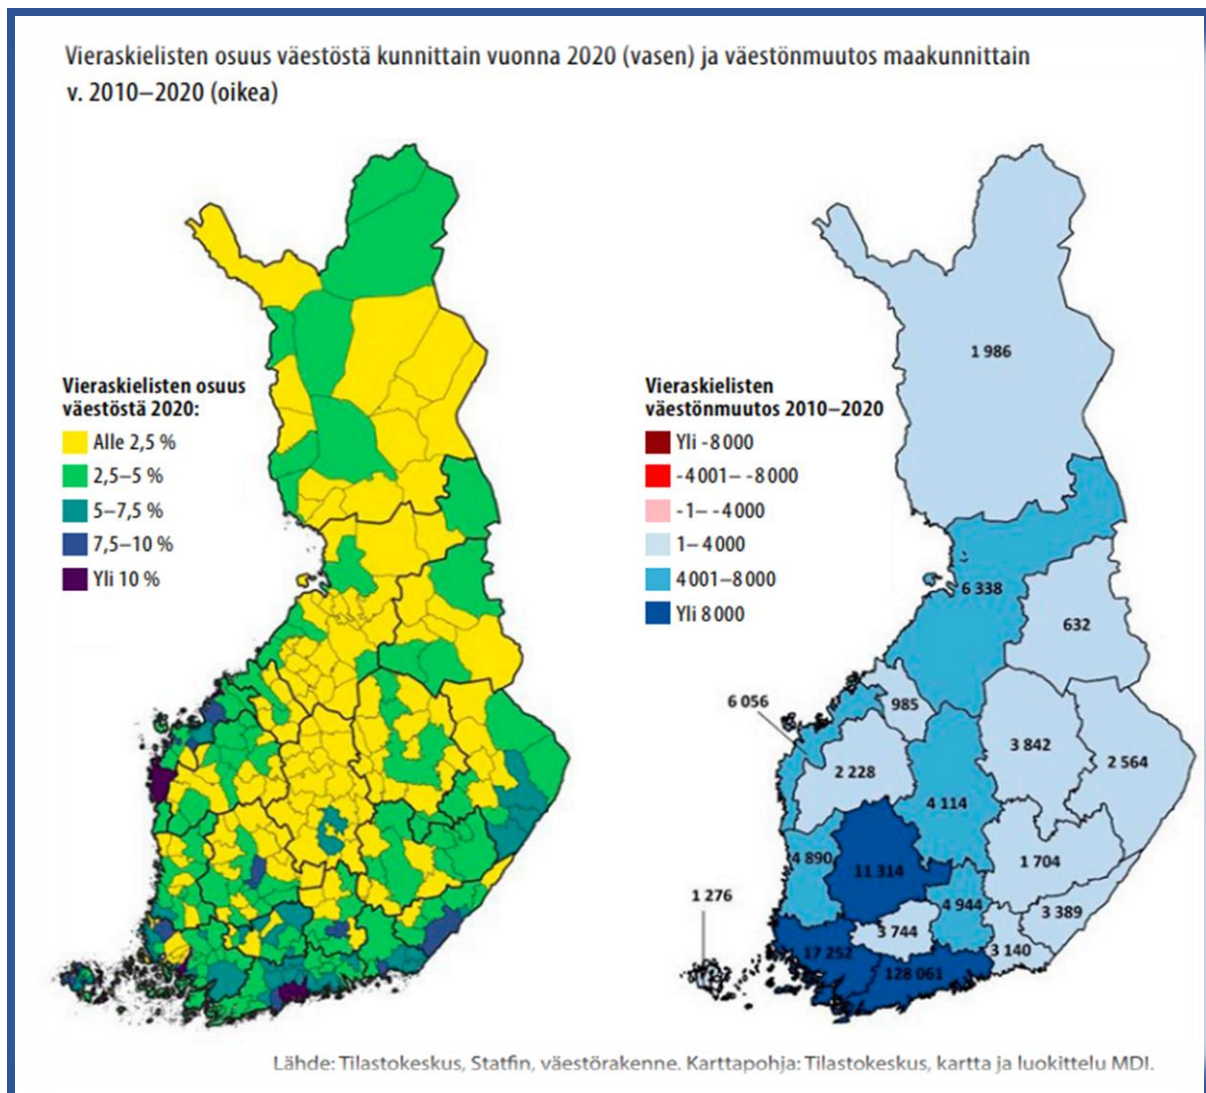 Vieraskielisten osuus väestöstä kunnittain vuonna 2020 (vasen) ja väestönmuutos maakunnittain
v. 2010–2020 (oikea)
Vieraskielisten osuus
väestöstä 2020:
Alle 2,5 %
2,5–5 %
5–7,5 %
7,5–10 %
Yli 10 %
Vieraskielisten
väestönmuutos 2010–2020
Yli -8 000
-4 001– -8 000
-1– -4 000
1– 4 000
4 001–8 000
Yli 8 000
1 986
6 338
632
6 056
985
3 842
2 564
2 228
4 114
4 890
11 314
1 704
1 276
4 944
3 389
3 744
3 140
17 252
128 061
Lähde: Tilastokeskus, Statfin, väestörakenne. Karttapohja: Tilastokeskus, kartta ja luokittelu MDI.